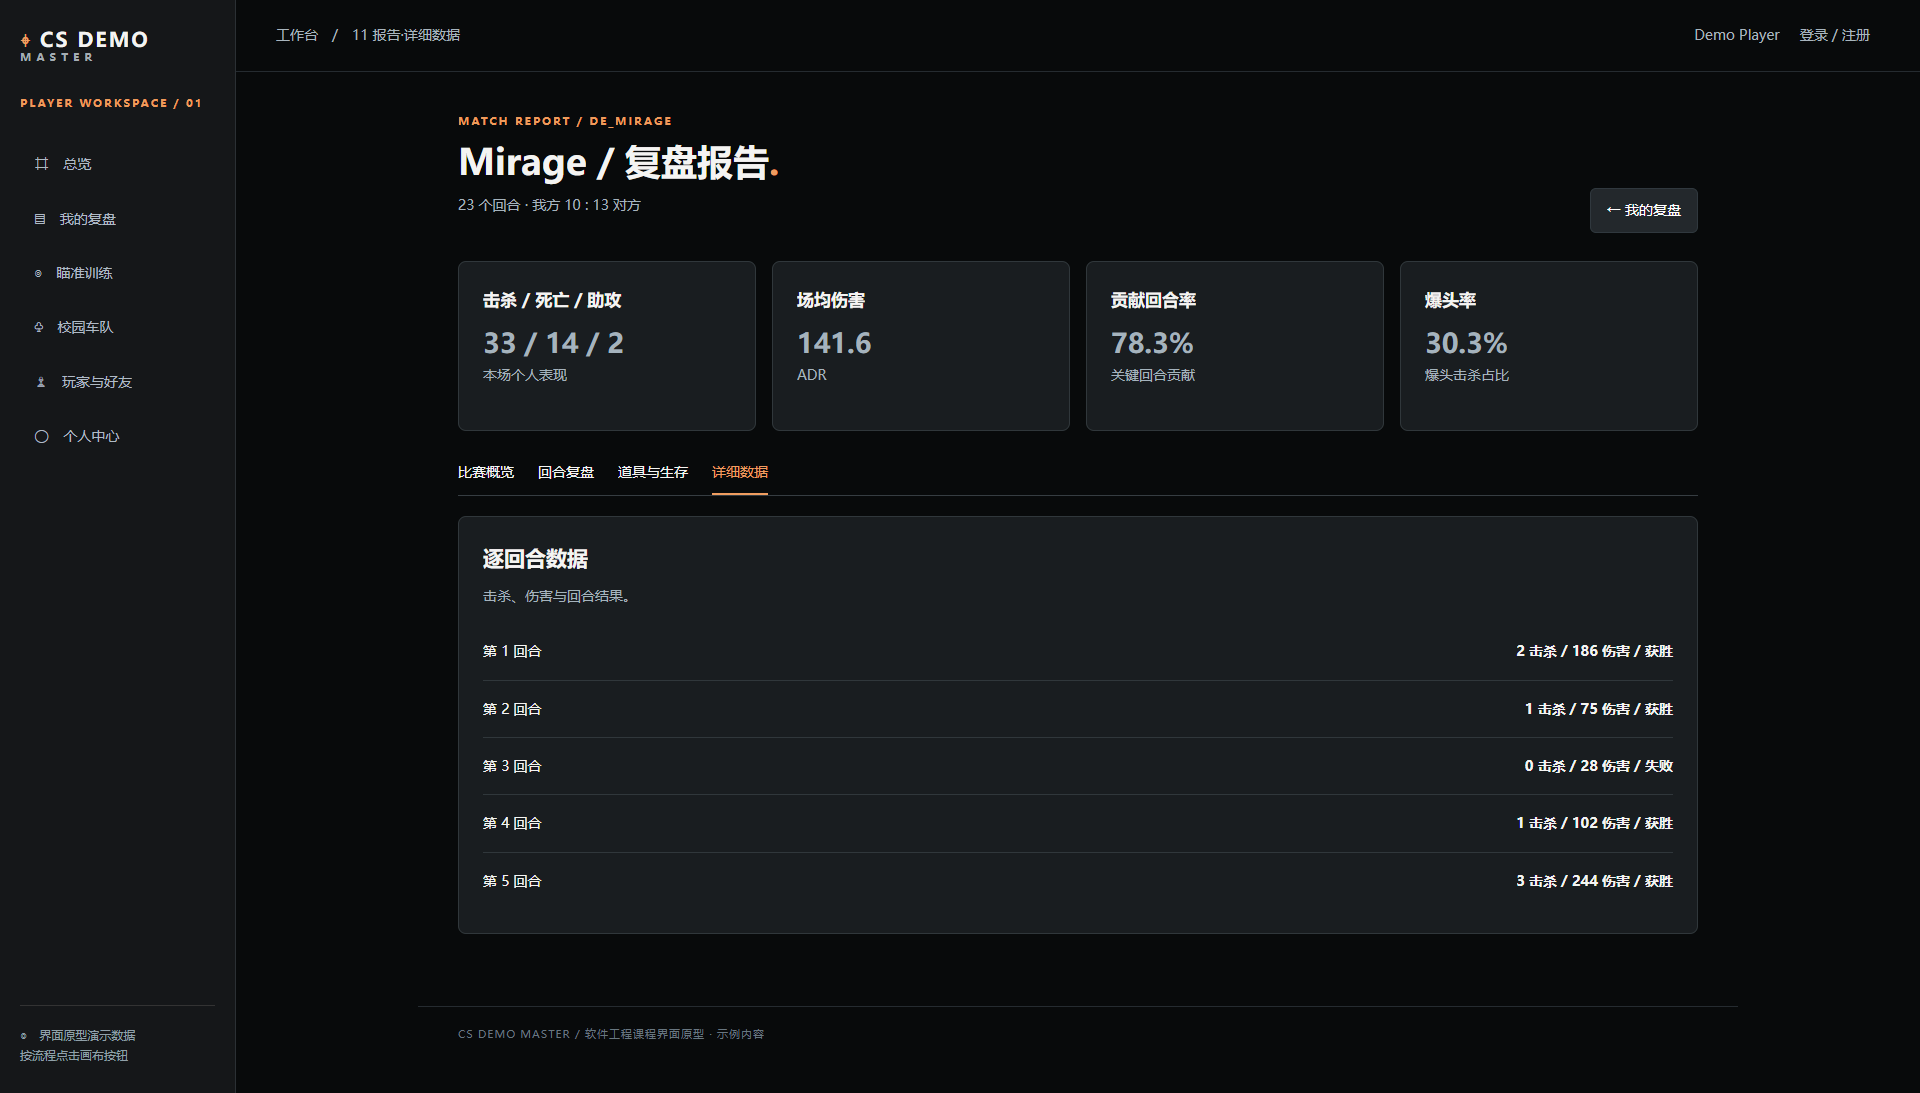 CS DEMO
MASTER
PLAYER WORKSPACE / 01
总览
我的复盘
瞄准训练
校园车队
玩家与好友
个人中心
界面原型演示数据
按流程点击画布按钮
工作台 / 11 报告·详细数据
Demo Player 登录 / 注册
MATCH REPORT / DE_MIRAGE
Mirage / 复盘报告.
23 个回合 · 我方 10 : 13 对方
← 我的复盘
击杀 / 死亡 / 助攻
33 / 14 / 2
本场个人表现
场均伤害
141.6
ADR
贡献回合率
78.3%
关键回合贡献
爆头率
30.3%
爆头击杀占比
比赛概览 回合复盘 道具与生存 详细数据
逐回合数据
击杀、伤害与回合结果。
第 1 回合 2 击杀 / 186 伤害 / 获胜
第 2 回合 1 击杀 / 75 伤害 / 获胜
第 3 回合 0 击杀 / 28 伤害 / 失败
第 4 回合 1 击杀 / 102 伤害 / 获胜
第 5 回合 3 击杀 / 244 伤害 / 获胜
CS DEMO MASTER / 软件工程课程界面原型 · 示例内容